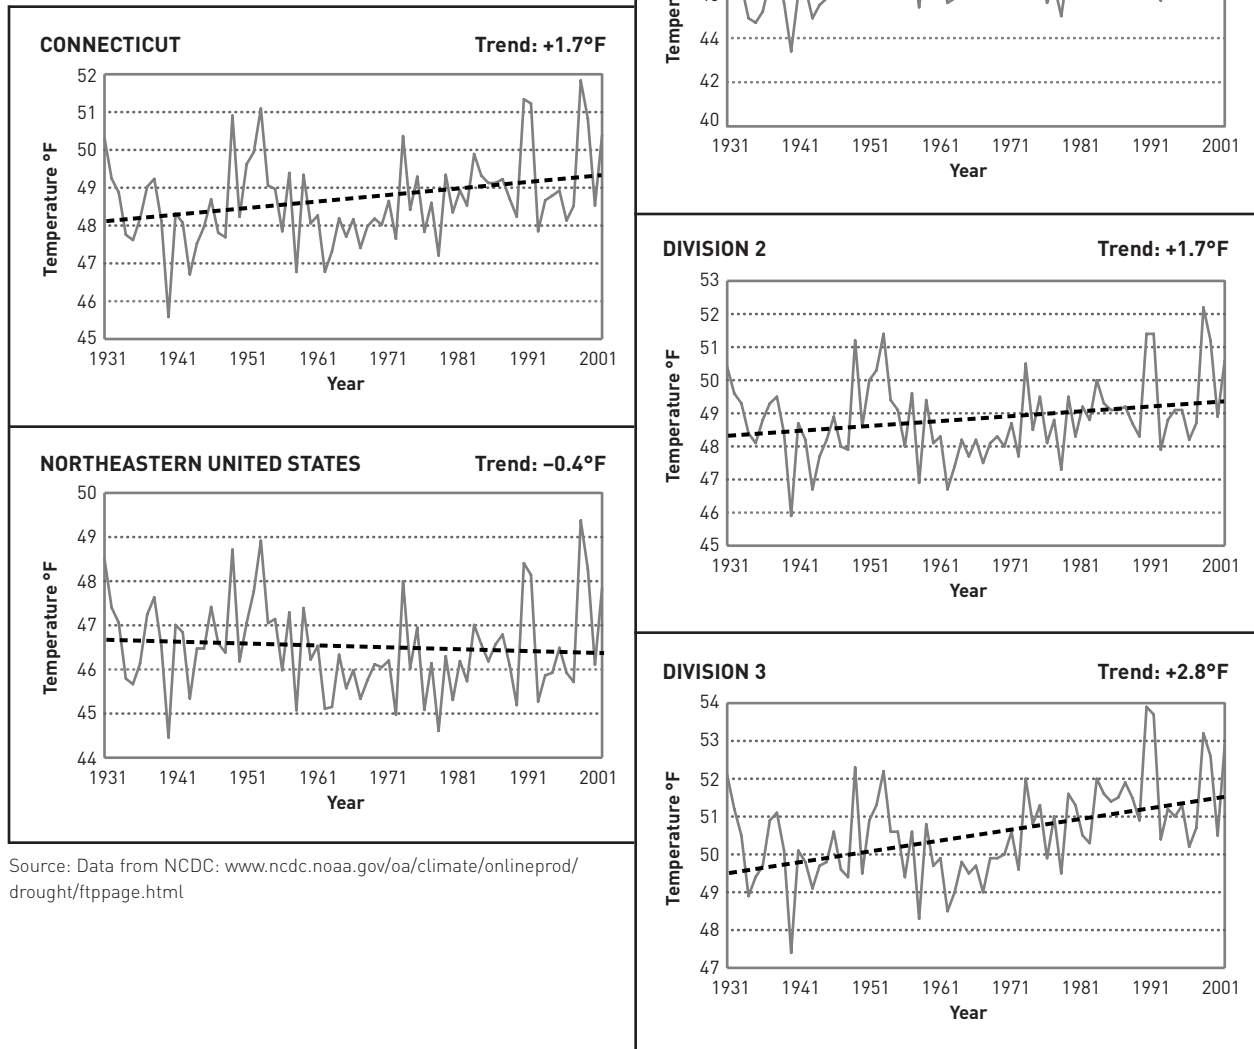 CONNECTICUT Trend: +1.7°F
52
51
50
49
48
47
46
45
Temperature °F
1931 1941 1951 1961 1971 1981 1991 2001
Year
NORTHEASTERN UNITED STATES Trend: –0.4°F
50
49
48
47
46
45
44
Temperature °F
1931 1941 1951 1961 1971 1981 1991 2001
Year
Source: Data from NCDC: www.ncdc.noaa.gov/oa/climate/onlineprod/
drought/ftppage.html
44
42
40
1931 1941 1951 1961 1971 1981 1991 2001
Year
DIVISION 2 Trend: +1.7°F
53
52
51
50
49
48
47
46
45
Temperature °F
1931 1941 1951 1961 1971 1981 1991 2001
Year
DIVISION 3 Trend: +2.8°F
54
53
52
51
50
49
48
47
Temperature °F
1931 1941 1951 1961 1971 1981 1991 2001
Year